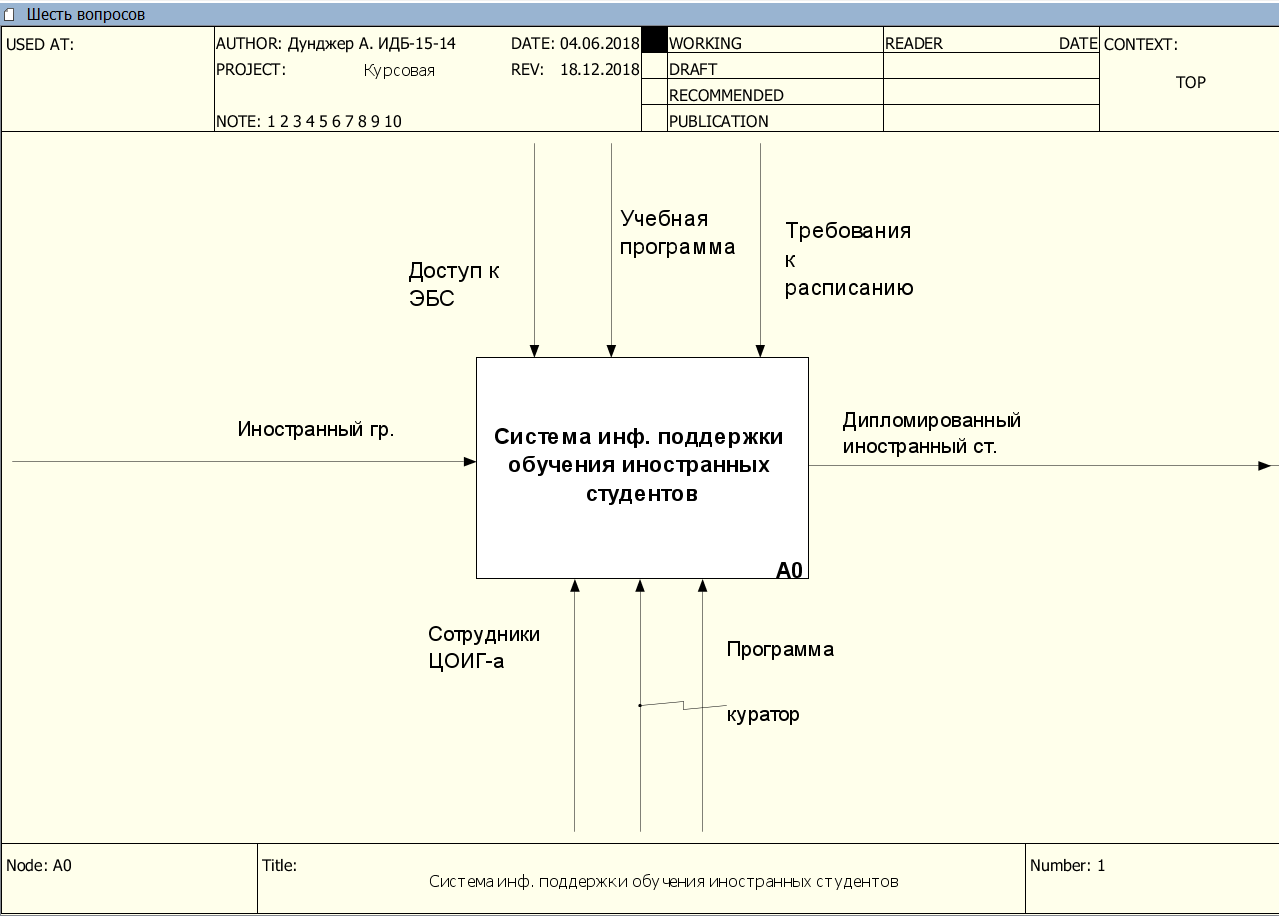 Шесть вопросов
USED AT:
AUTHOR: Дунджер А. ИДБ-15-14
DATE: 04.06.2018
PROJECT: Курсовая
REV: 18.12.2018
NOTE: 1 2 3 4 5 6 7 8 9 10
WORKING
DRAFT
RECOMMENDED
PUBLICATION
READER DATE
CONTEXT:
TOP
Доступ к
ЭБС
Учебная
программа
Требования
к
расписанию
Иностранный гр.
Система инф. поддержки
обучения иностранных
студентов
A0
Дипломированный
иностранный ст.
Сотрудники
ЦОИГ-а
Программа
куратор
Node: A0
Title:
Система инф. поддержки обучения иностранных студентов
Number: 1